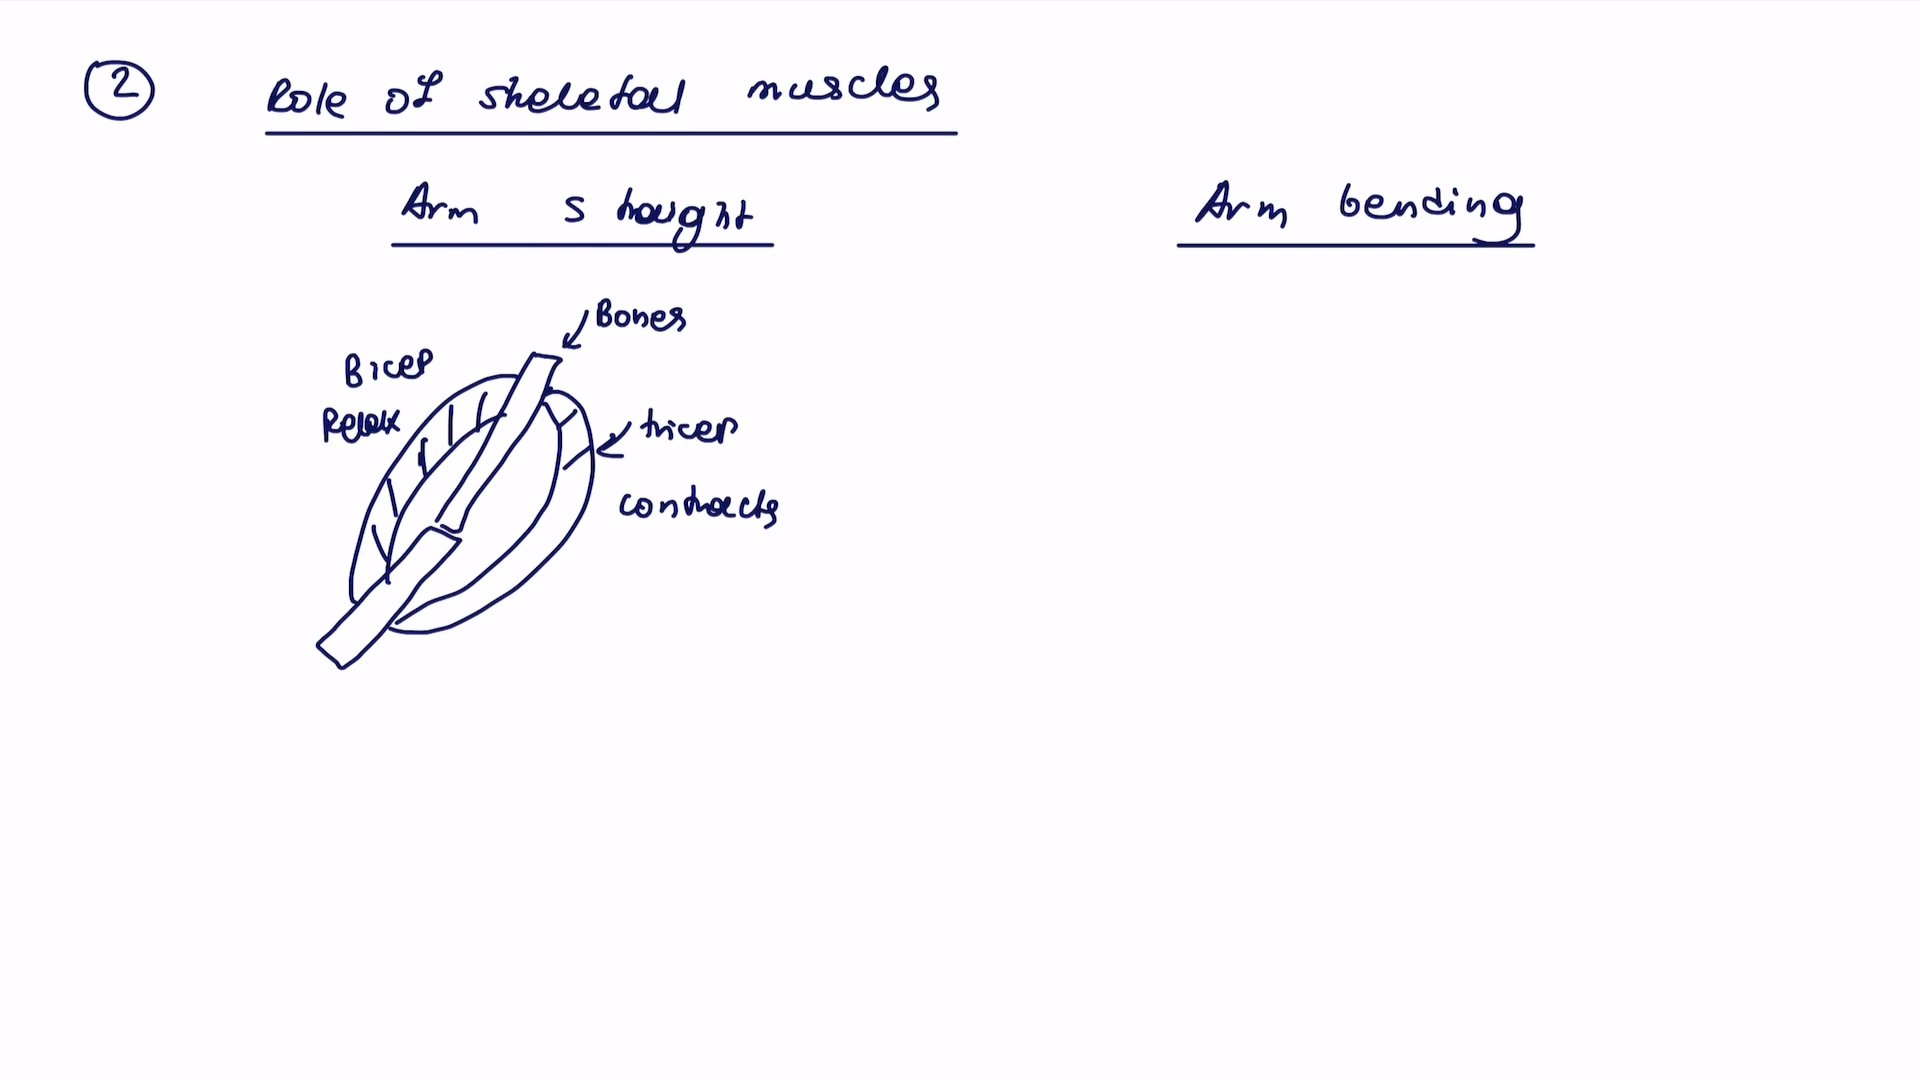 2 Role of skeletal muscles
Arm straight
Arm bending
Bones
Bicep
Relax
tricep
contracts